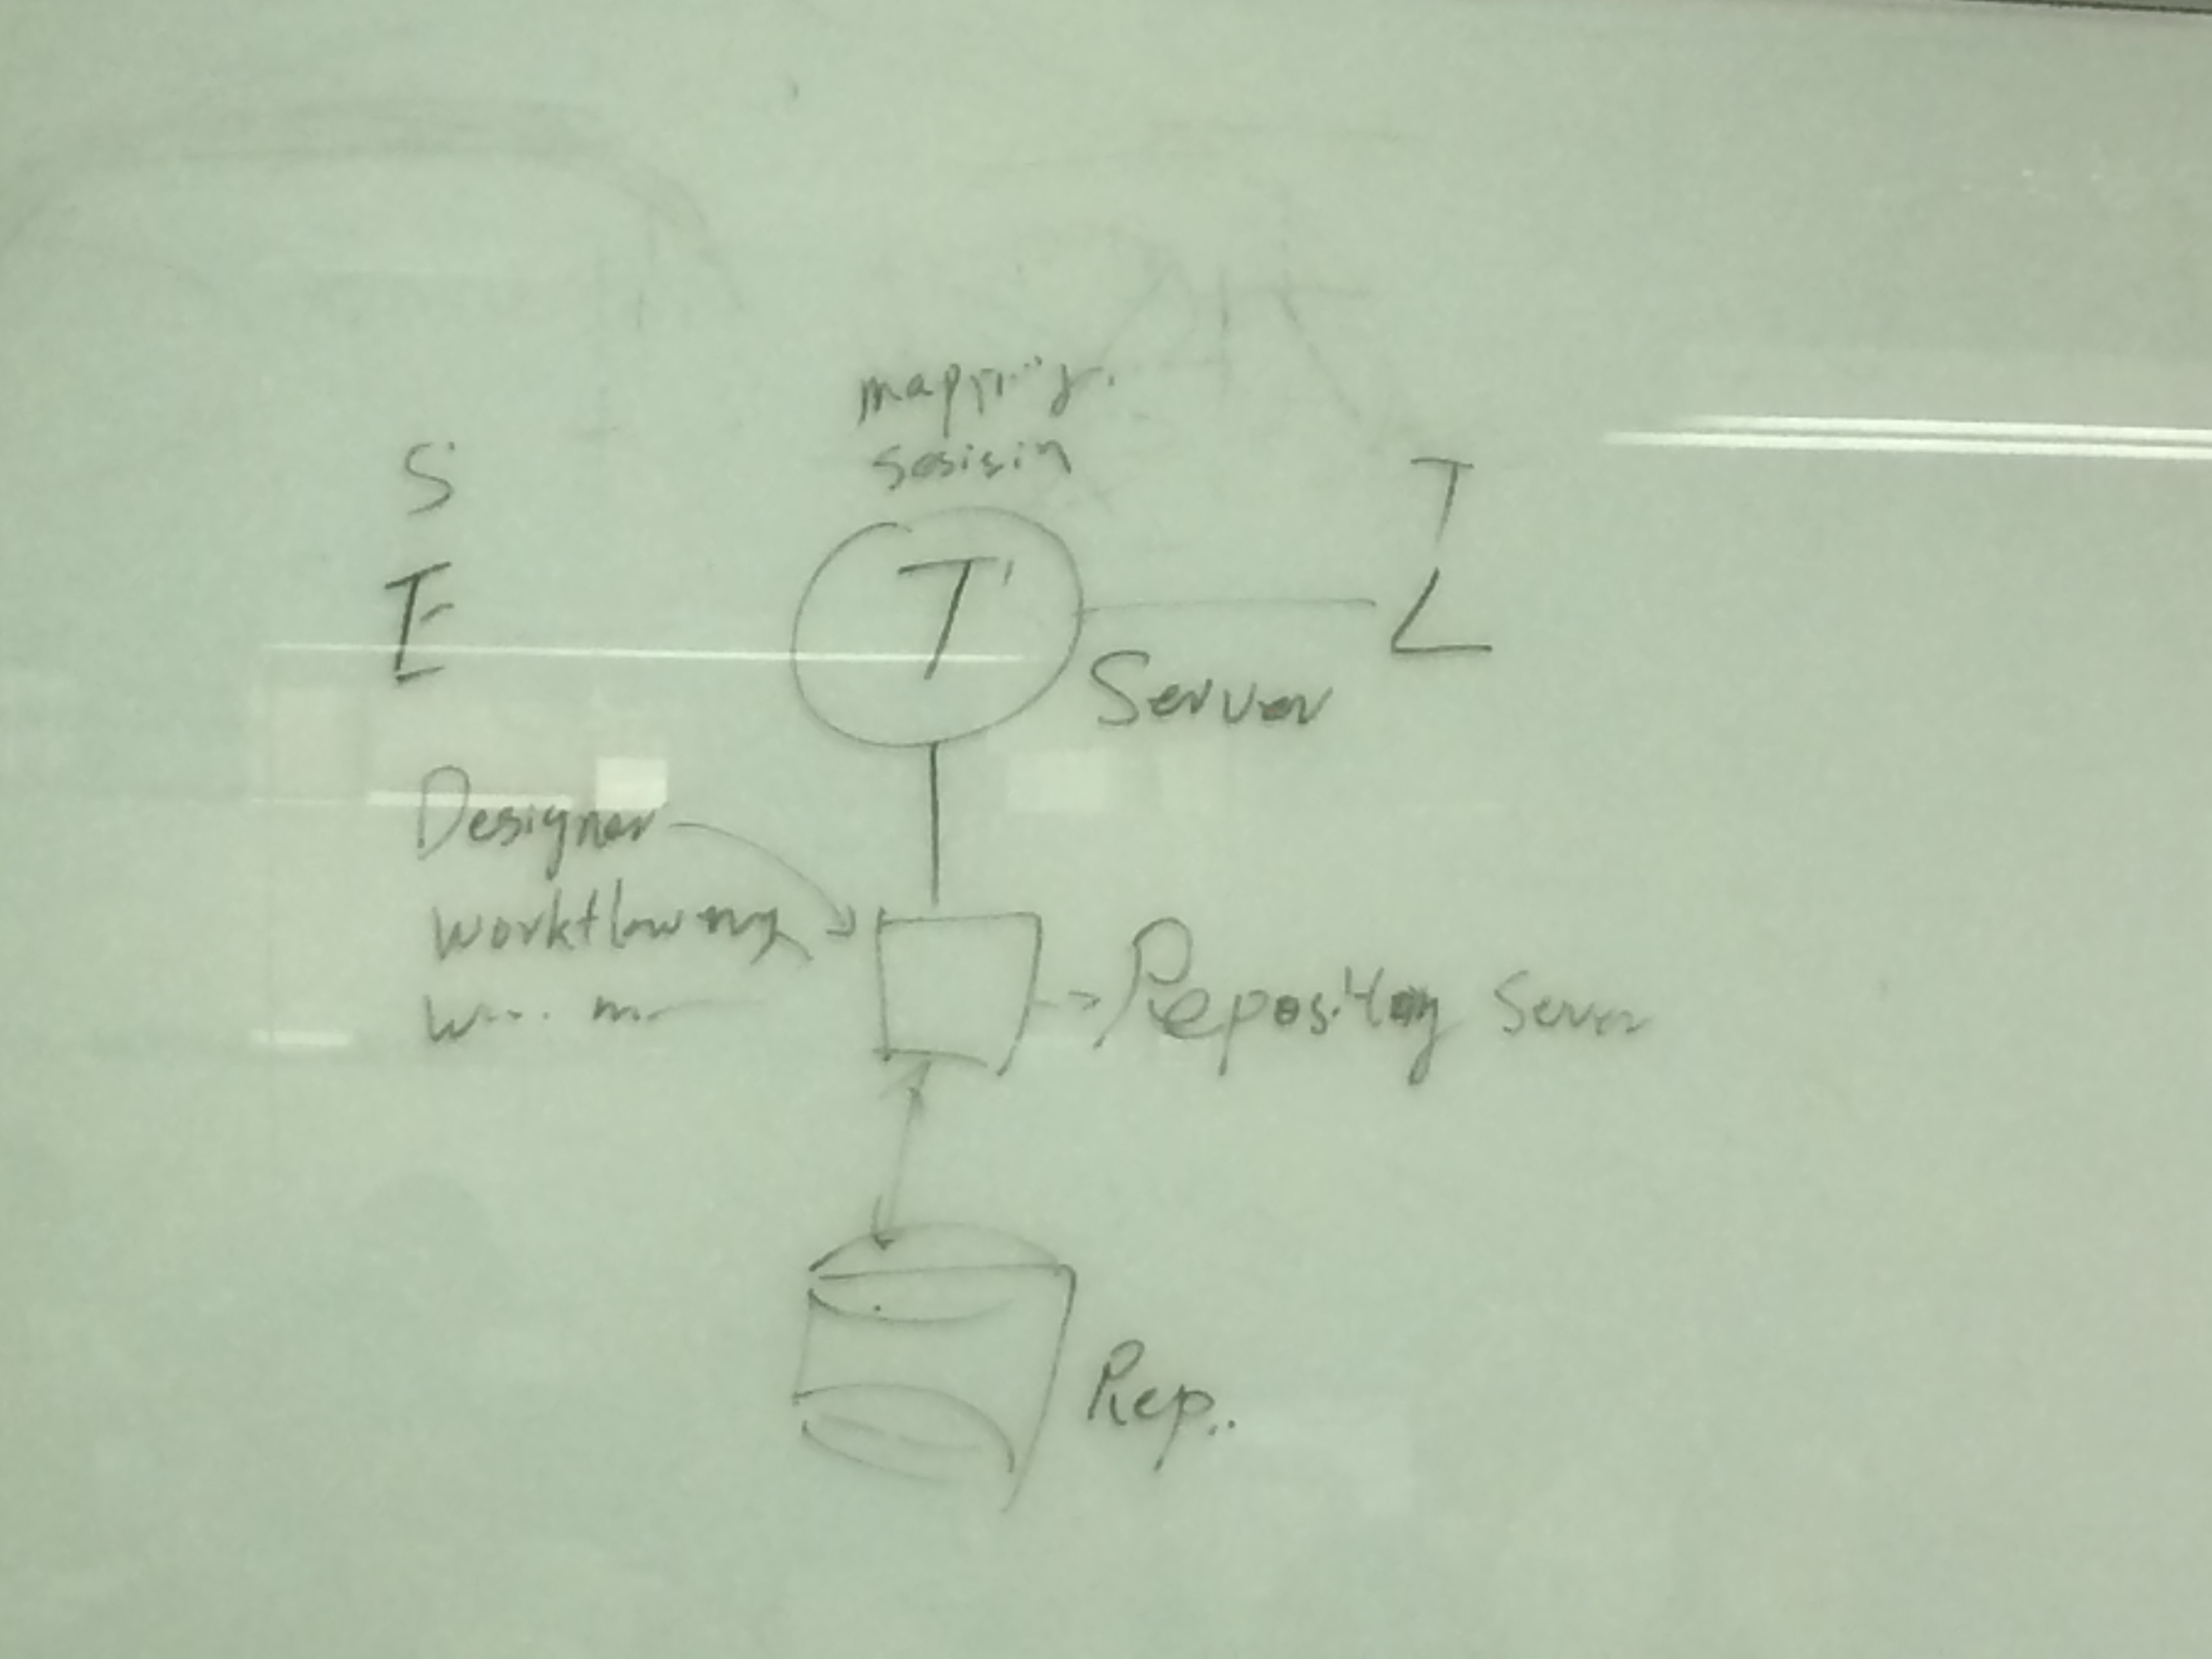 mapping.
S
sesisin
T
T
E
L
Server
Designer
workflow mg
W... m..
Repository Server
Rep..